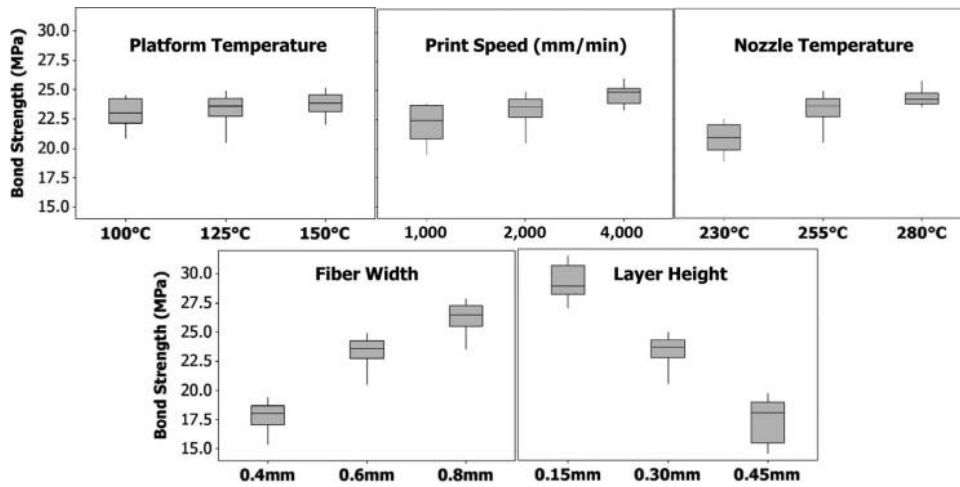 Bond Strength (MPa)
30.0
27.5
25.0
22.5
20.0
17.5
15.0
Platform Temperature
100°C 125°C 150°C
Print Speed (mm/min)
1,000 2,000 4,000
Nozzle Temperature
230°C 255°C 280°C
Bond Strength (MPa)
30.0
27.5
25.0
22.5
20.0
17.5
15.0
Fiber Width
0.4mm 0.6mm 0.8mm
Layer Height
0.15mm 0.30mm 0.45mm